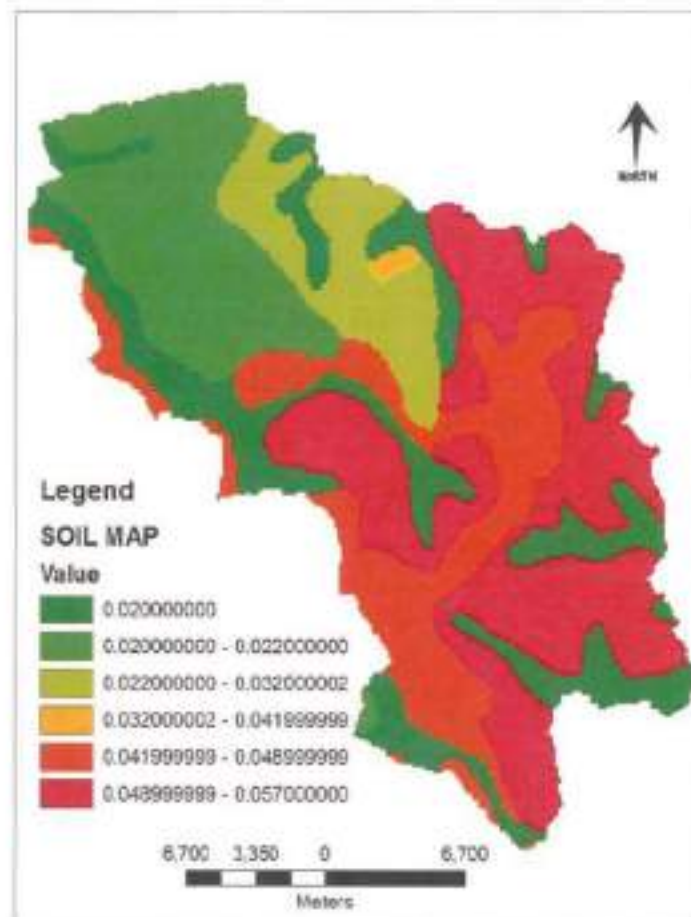 NORTH
Legend
SOIL MAP
Value
0.020000000
0.020000000 - 0.022000000
0.022000000 - 0.032000002
0.032000002 - 0.041999999
0.041999999 - 0.048999999
0.048999999 - 0.057000000
6,700 3,350 0 6,700
Meters